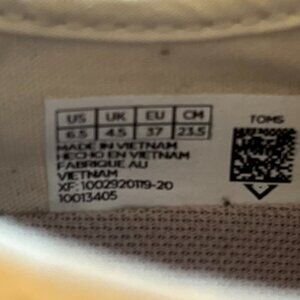 US UK EU CM
6.5 4.5 37 23.5
TOMS
MADE IN VIETNAM
HECHO EN VIETNAM
FABRIQUE AU
VIETNAM
XF: 1002920119-20
10013405